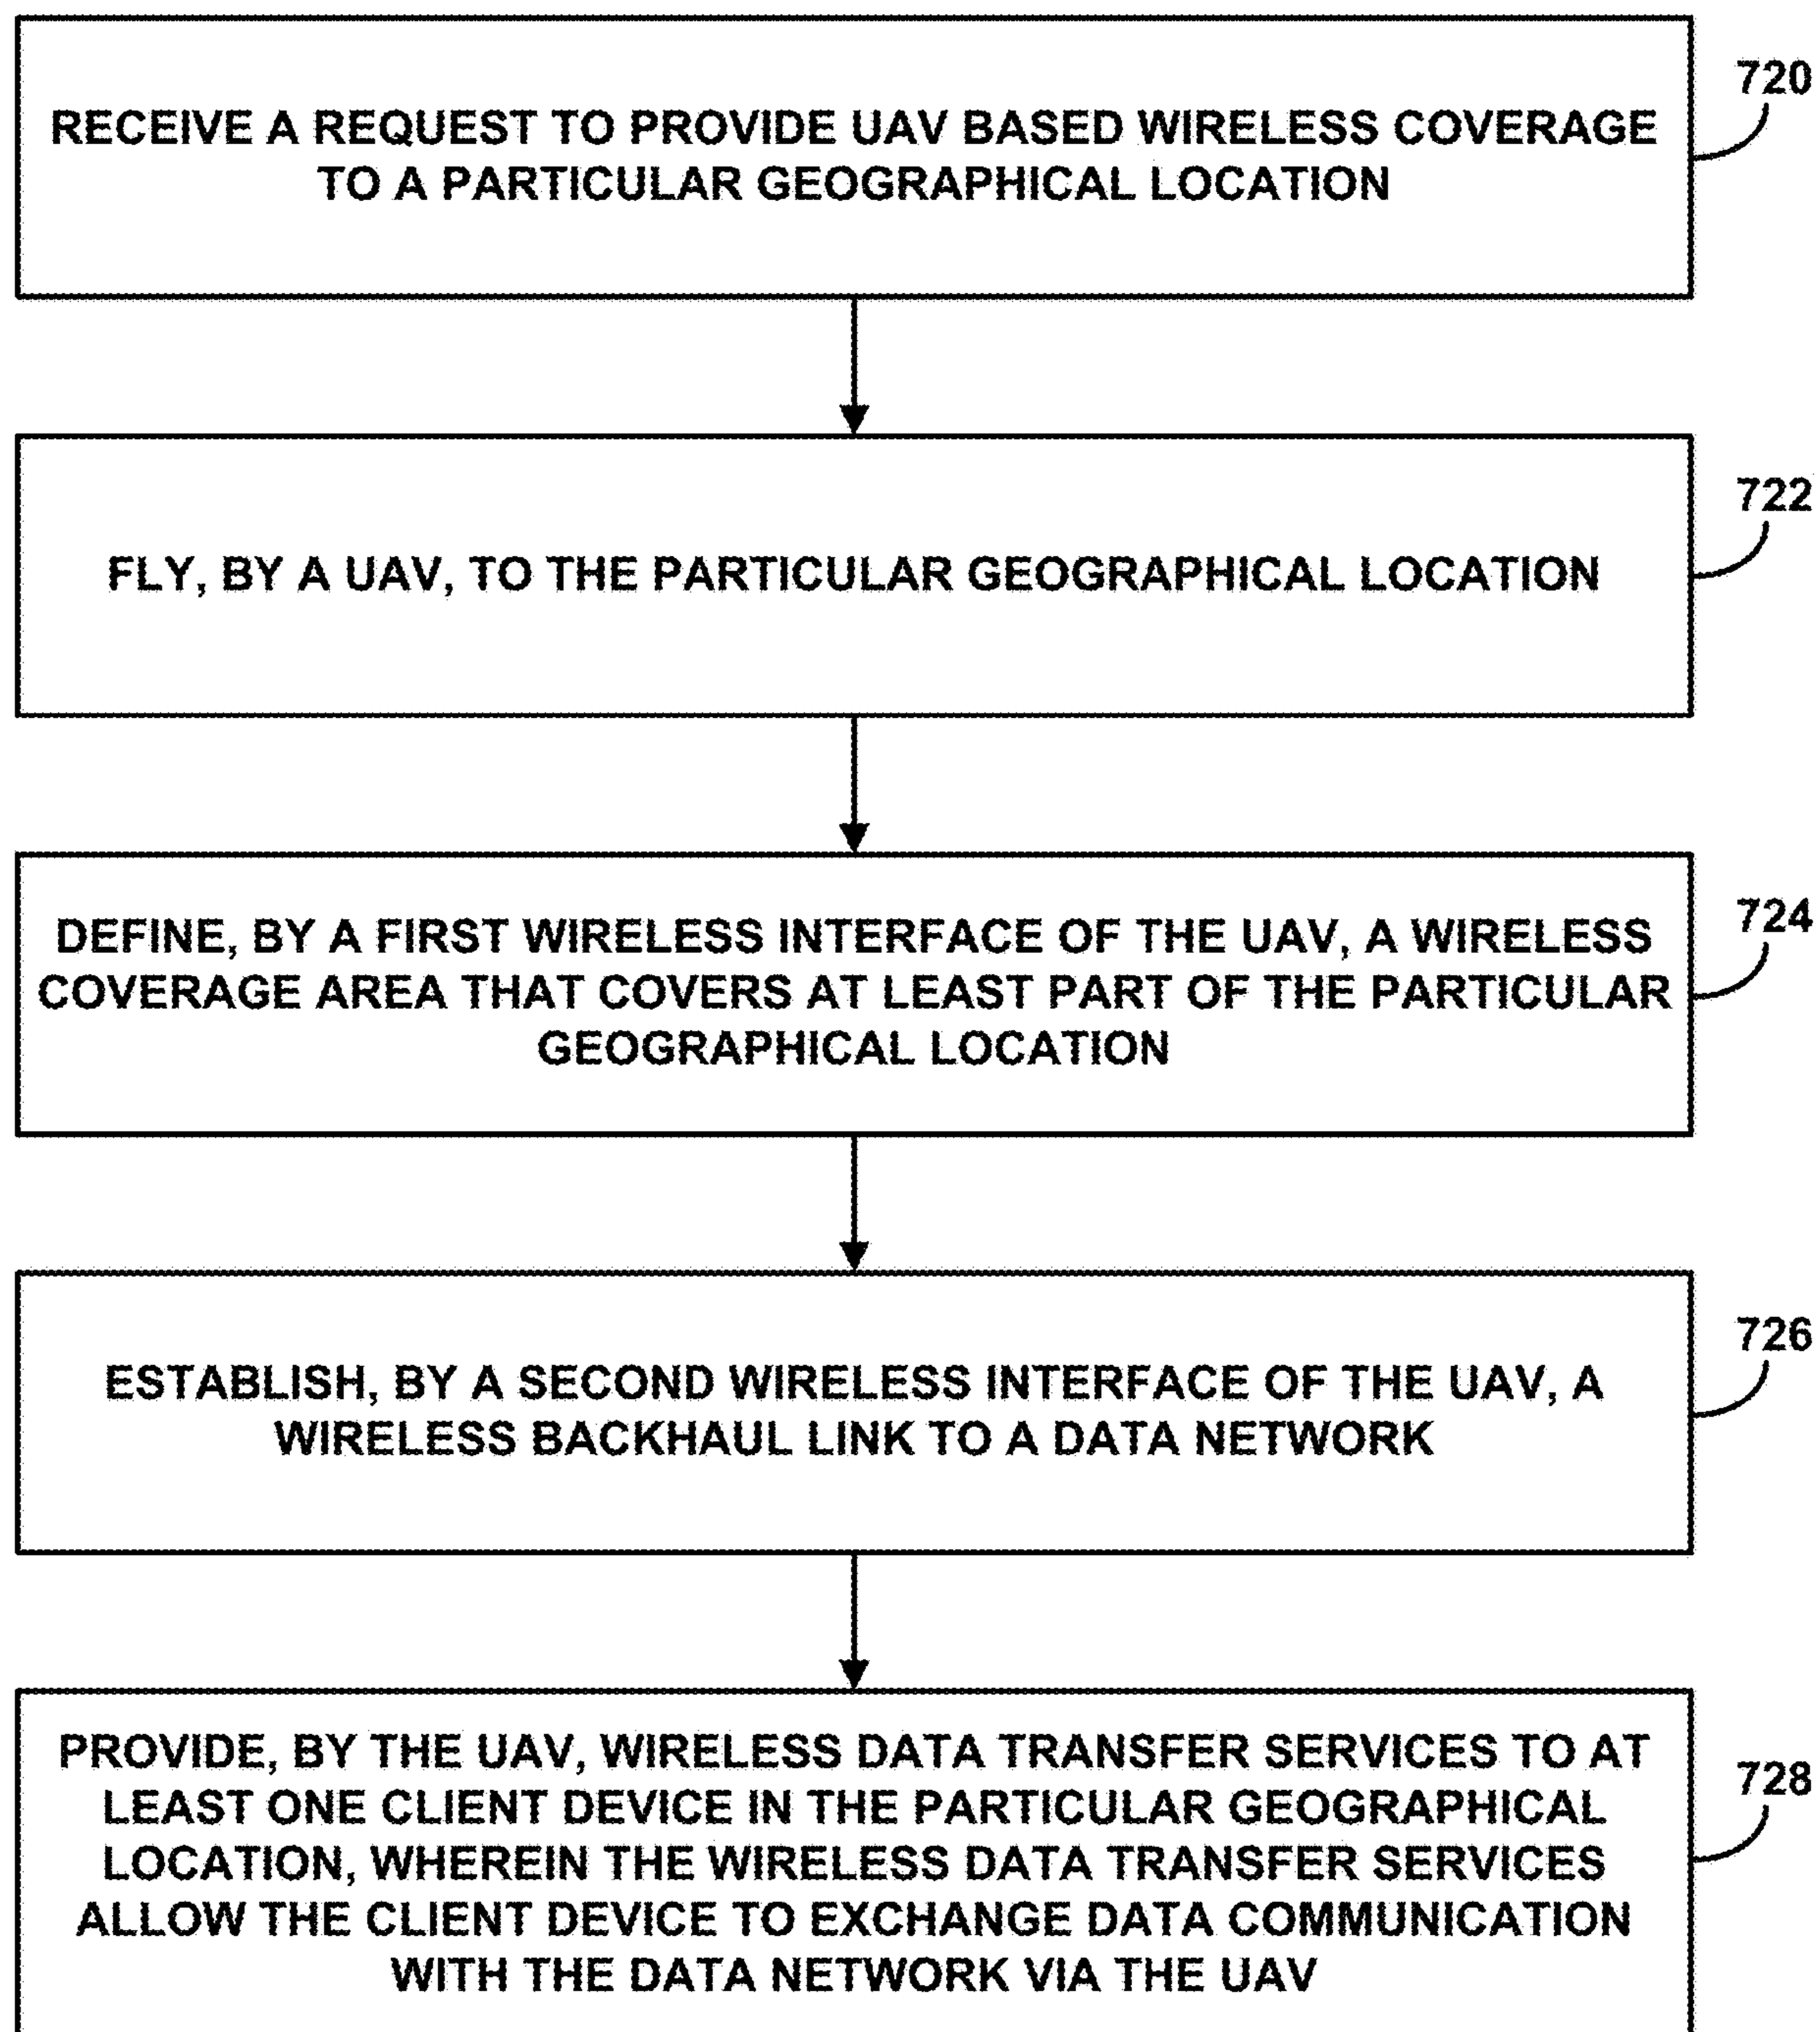 RECEIVE A REQUEST TO PROVIDE UAV BASED WIRELESS COVERAGE
TO A PARTICULAR GEOGRAPHICAL LOCATION
720
FLY, BY A UAV, TO THE PARTICULAR GEOGRAPHICAL LOCATION
722
DEFINE, BY A FIRST WIRELESS INTERFACE OF THE UAV, A WIRELESS
COVERAGE AREA THAT COVERS AT LEAST PART OF THE PARTICULAR
GEOGRAPHICAL LOCATION
724
ESTABLISH, BY A SECOND WIRELESS INTERFACE OF THE UAV, A
WIRELESS BACKHAUL LINK TO A DATA NETWORK
726
PROVIDE, BY THE UAV, WIRELESS DATA TRANSFER SERVICES TO AT
LEAST ONE CLIENT DEVICE IN THE PARTICULAR GEOGRAPHICAL
LOCATION, WHEREIN THE WIRELESS DATA TRANSFER SERVICES
ALLOW THE CLIENT DEVICE TO EXCHANGE DATA COMMUNICATION
WITH THE DATA NETWORK VIA THE UAV
728